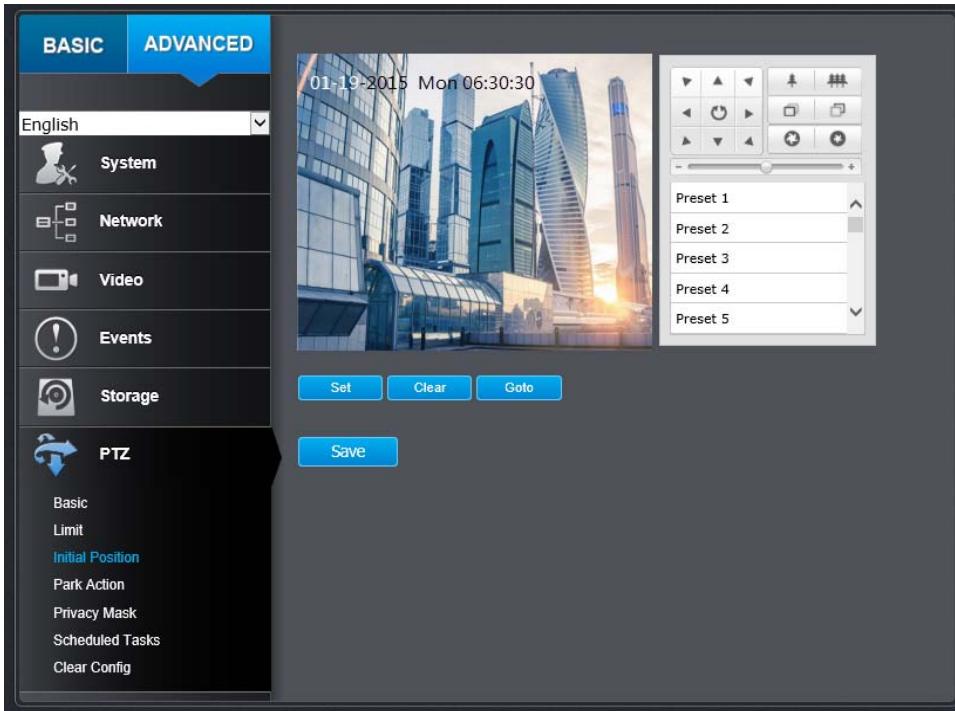 BASIC ADVANCED
English
System
Network
Video
Events
Storage
PTZ
Basic
Limit
Initial Position
Park Action
Privacy Mask
Scheduled Tasks
Clear Config
01-19-2015 Mon 06:30:30
- +
Preset 1
Preset 2
Preset 3
Preset 4
Preset 5
Set Clear Goto
Save